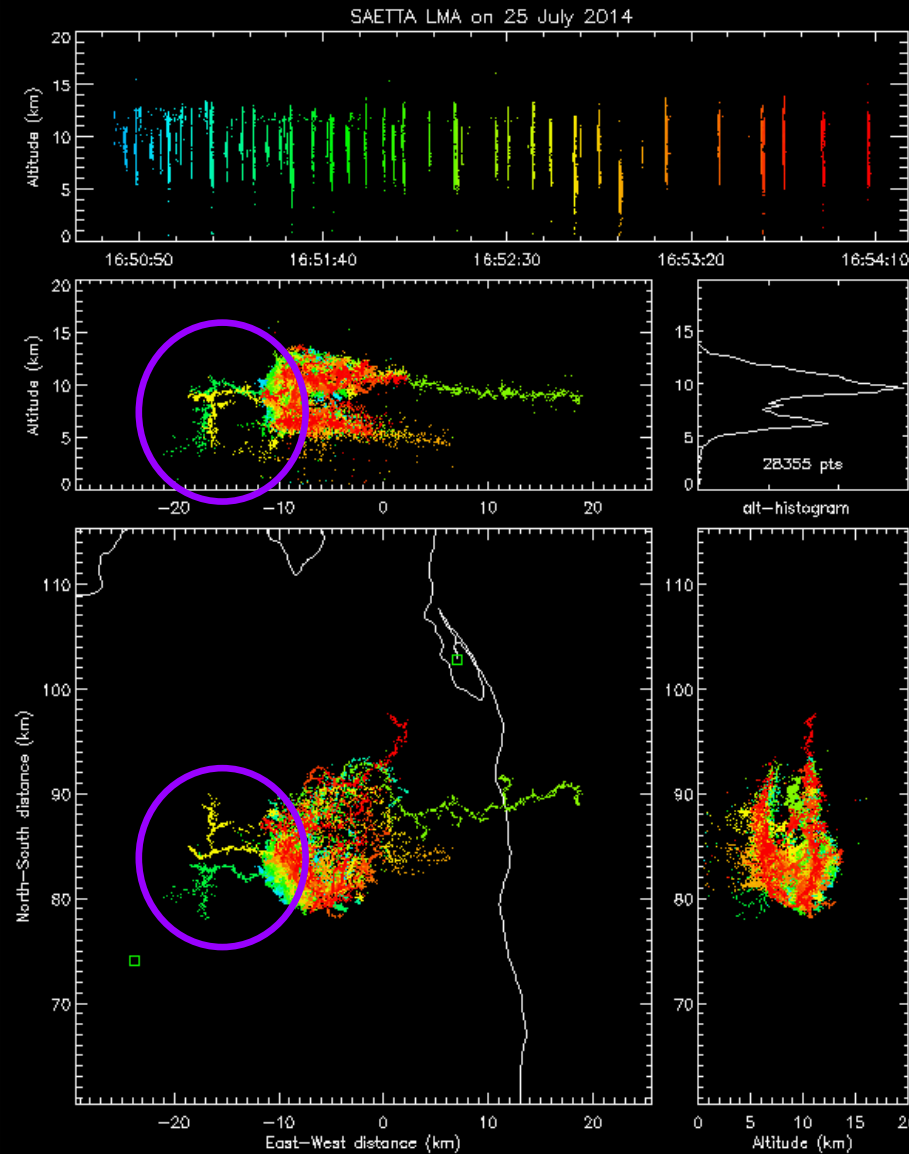 SAETTA LMA on 25 July 2014
20
15
10
5
0
Altitude (km)
16:50:50 16:51:40 16:52:30 16:53:20 16:54:10
20
15
10
5
0
Altitude (km)
-20 -10 0 10 20
15
10
5
0
28355 pts
alt-histogram
110
100
90
80
70
North-South distance (km)
-20 -10 0 10 20
East-West distance (km)
110
100
90
80
70
0 5 10 15 20
Altitude (km)